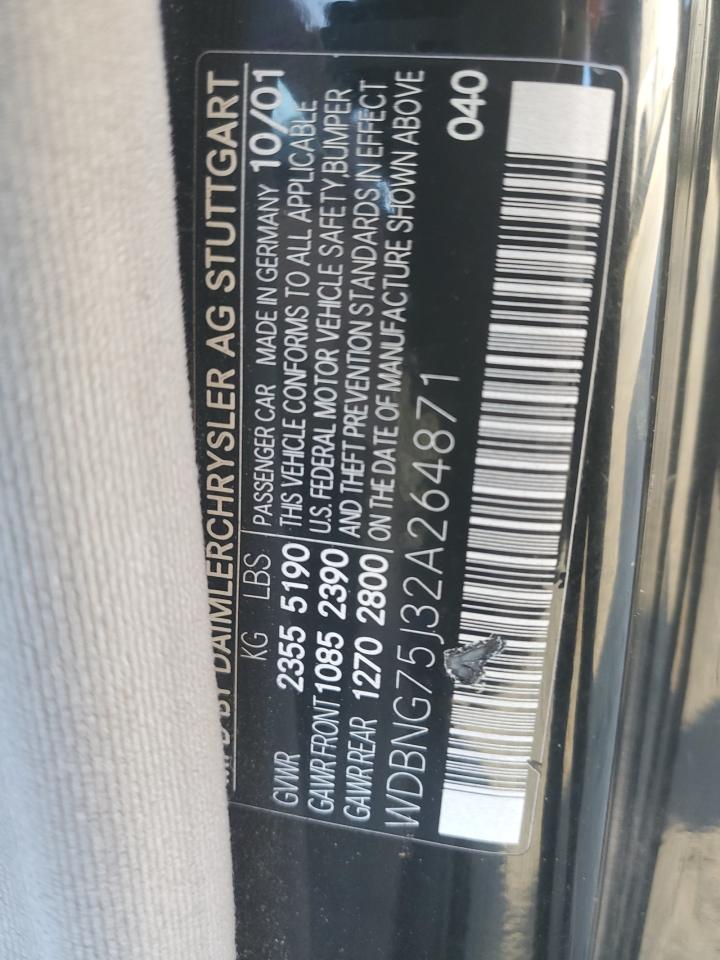 MFD BY DAIMLERCHRYSLER AG STUTTGART
KG LBS PASSENGER CAR MADE IN GERMANY 10/01
GVWR 2355 5190 THIS VEHICLE CONFORMS TO ALL APPLICABLE
GAWR FRONT 1085 2390 U.S. FEDERAL MOTOR VEHICLE SAFETY, BUMPER
GAWR REAR 1270 2800 AND THEFT PREVENTION STANDARDS IN EFFECT
ON THE DATE OF MANUFACTURE SHOWN ABOVE
WDBNG75J32A264871 040